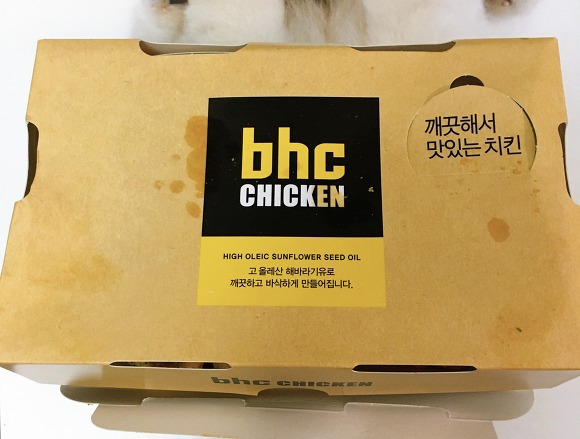 깨끗해서
맛있는 치킨
bhc
CHICKEN
HIGH OLEIC SUNFLOWER SEED OIL
고 올레산 해바라기유로
깨끗하고 바삭하게 만들어집니다.
bhc CHICKEN